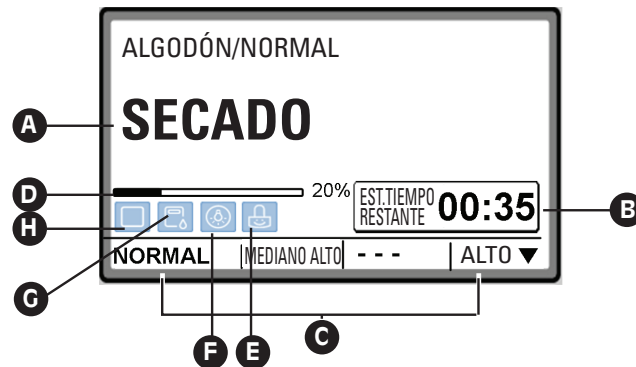 ALGODÓN/NORMAL
SECADO
A
D
20%
EST.TIEMPO
RESTANTE
00:35
B
H
NORMAL
MEDIANO ALTO
- - -
ALTO ▼
G
F
E
C